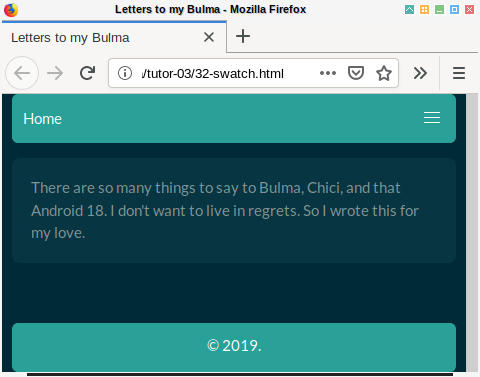 Letters to my Bulma - Mozilla Firefox
Letters to my Bulma
/tutor-03/32-swatch.html
Home
There are so many things to say to Bulma, Chici, and that
Android 18. I don't want to live in regrets. So I wrote this for
my love.
© 2019.